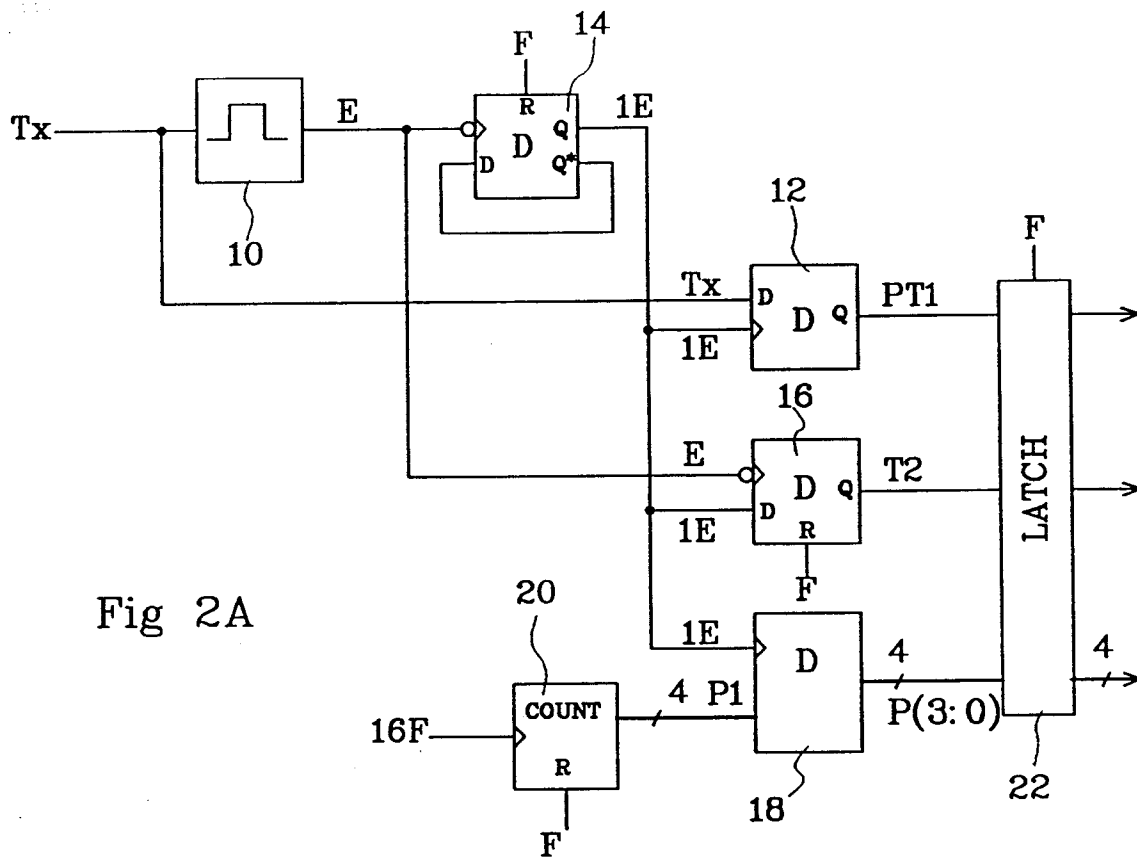 F 14
Tx E R Q 1E
D
D Q*
10
12
F
Tx D Q PT1
D
1E
16
E D Q T2
1E D
R
F
LATCH
Fig 2A
20
1E D
4 P1 4 4
COUNT P(3:0)
16F
R
18 22
F